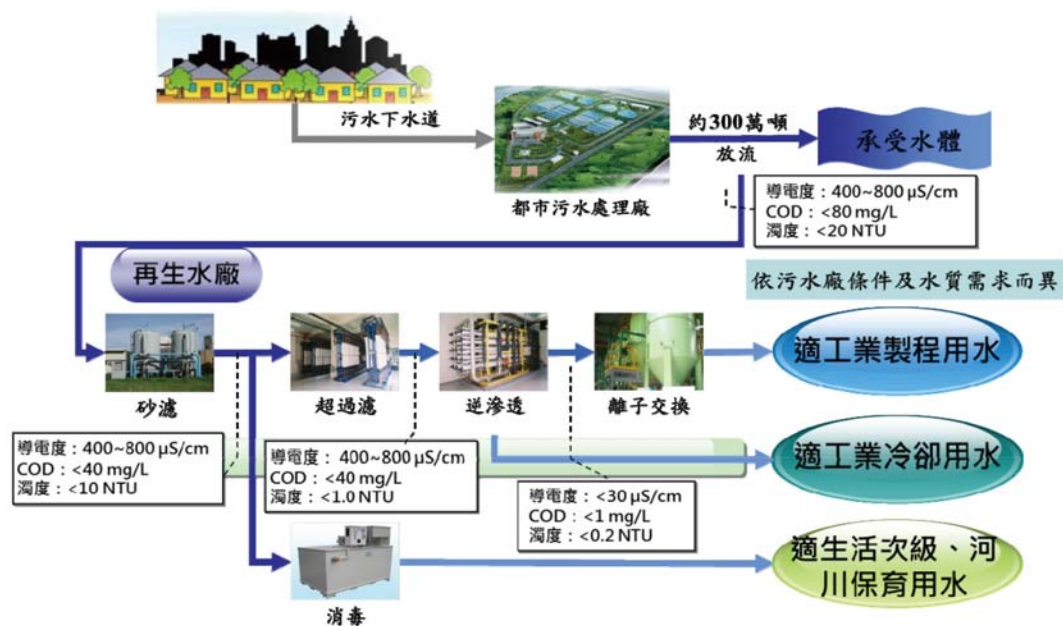 污水下水道
都市污水處理廠
約300萬噸
放流
承受水體
導電度：400~800 μS/cm
COD：<80 mg/L
濁度：<20 NTU
再生水廠
依污水廠條件及水質需求而異
砂濾
超過濾
逆滲透
離子交換
適工業製程用水
導電度：400~800 μS/cm
COD：<40 mg/L
濁度：<10 NTU
導電度：400~800 μS/cm
COD：<40 mg/L
濁度：<1.0 NTU
導電度：<30 μS/cm
COD：<1 mg/L
濁度：<0.2 NTU
適工業冷卻用水
消毒
適生活次級、河
川保育用水